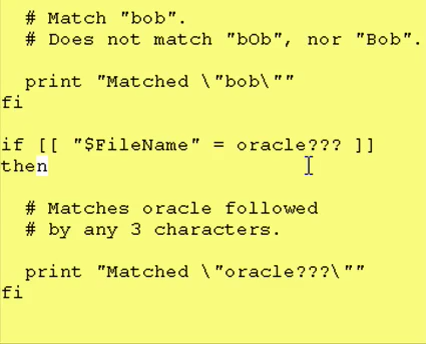 # Match "bob".
# Does not match "bOb", nor "Bob".
print "Matched \"bob\""
fi
if [[ "$FileName" = oracle??? ]]
then
# Matches oracle followed
# by any 3 characters.
print "Matched \"oracle???\""
fi